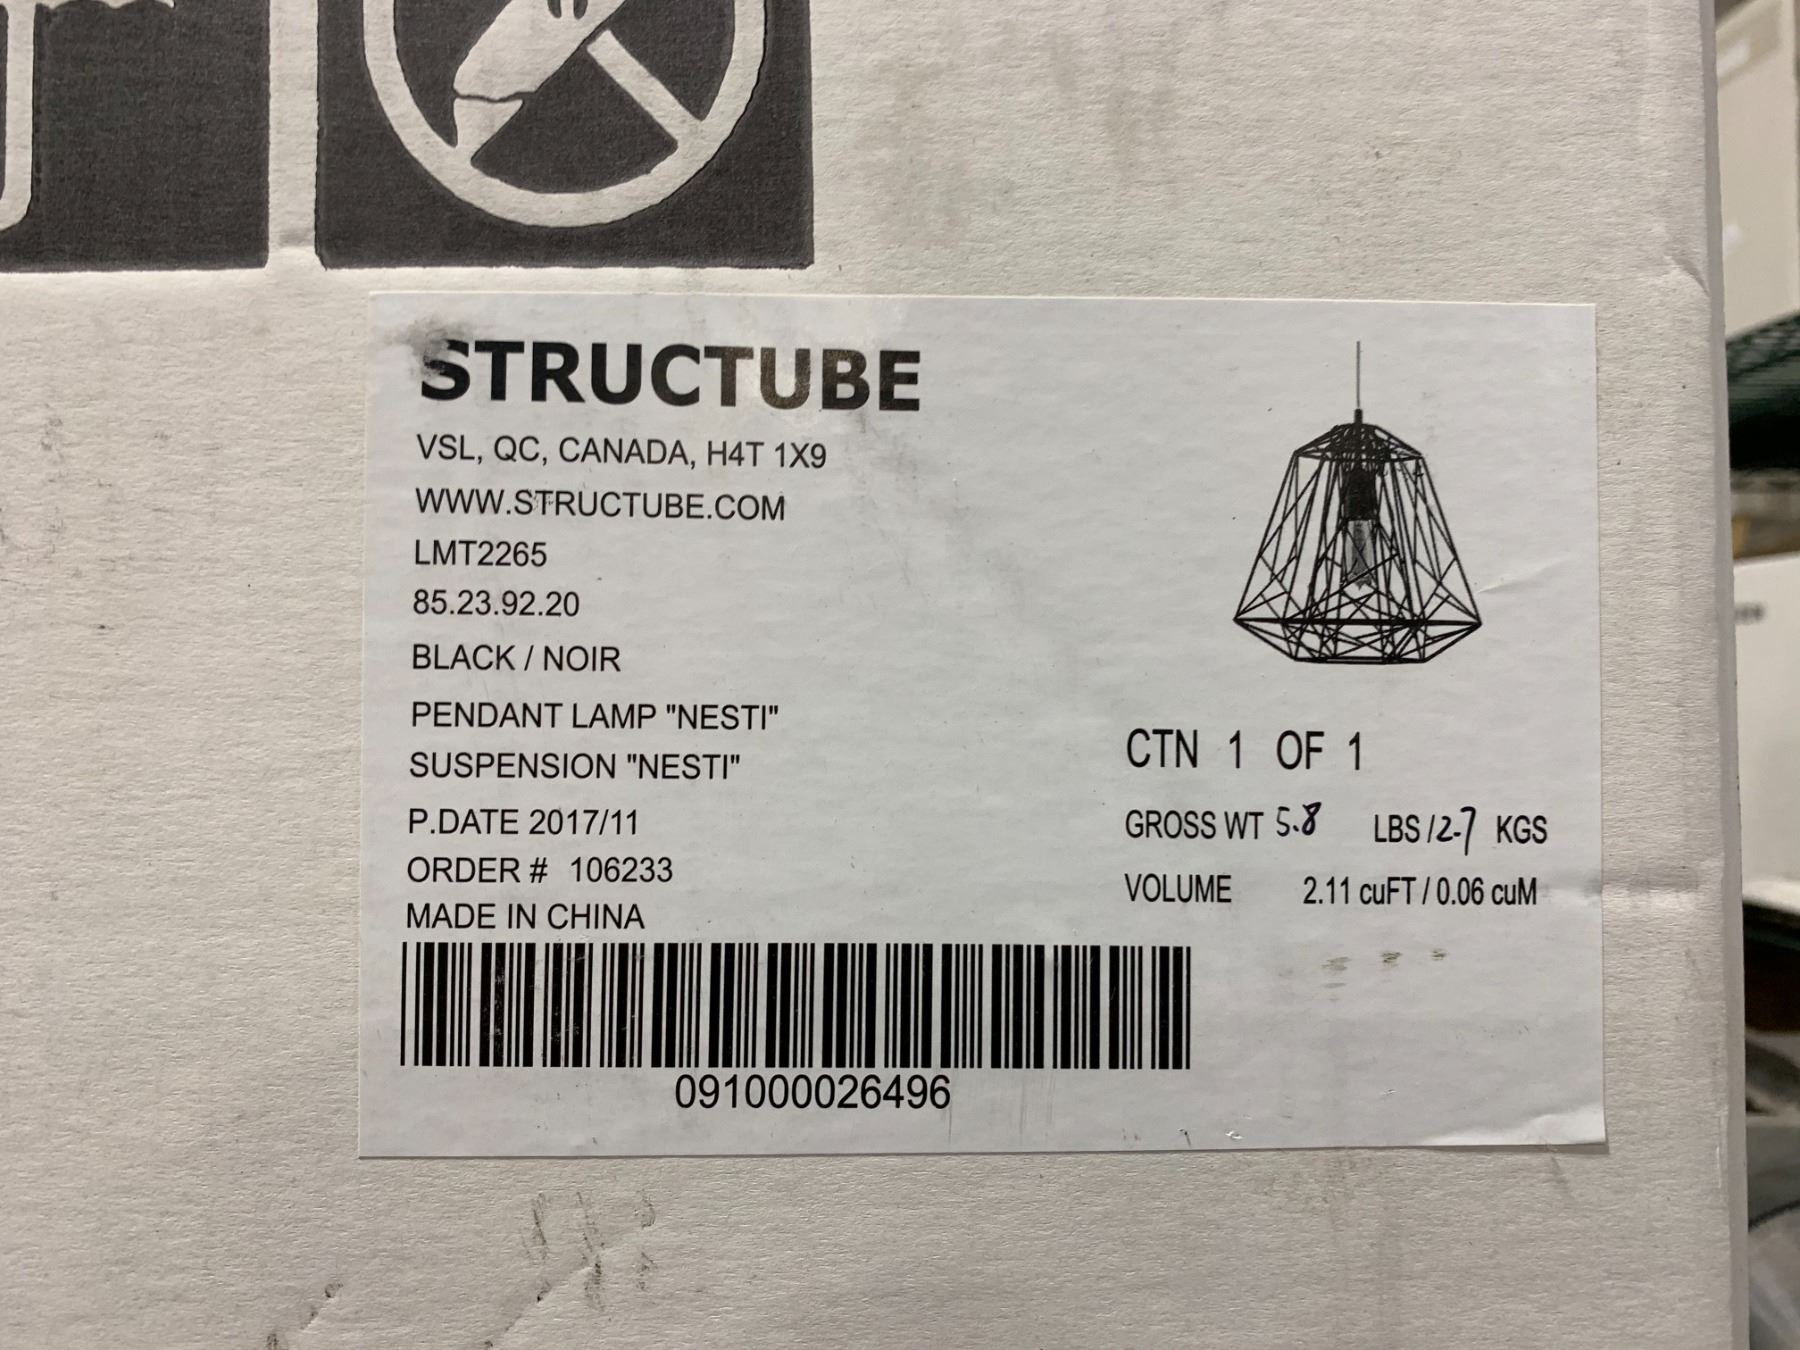 STRUCTUBE
VSL, QC, CANADA, H4T 1X9
WWW.STRUCTUBE.COM
LMT2265
85.23.92.20
BLACK / NOIR
PENDANT LAMP "NESTI"
SUSPENSION "NESTI"
P.DATE 2017/11
ORDER # 106233
MADE IN CHINA
091000026496
CTN 1 OF 1
GROSS WT 5.8 LBS / 2.7 KGS
VOLUME 2.11 cuFT / 0.06 cuM